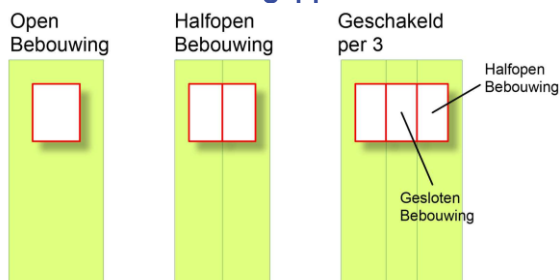 Open
Bebouwing
Halfopen
Bebouwing
Geschakeld
per 3
Halfopen
Bebouwing
Gesloten
Bebouwing